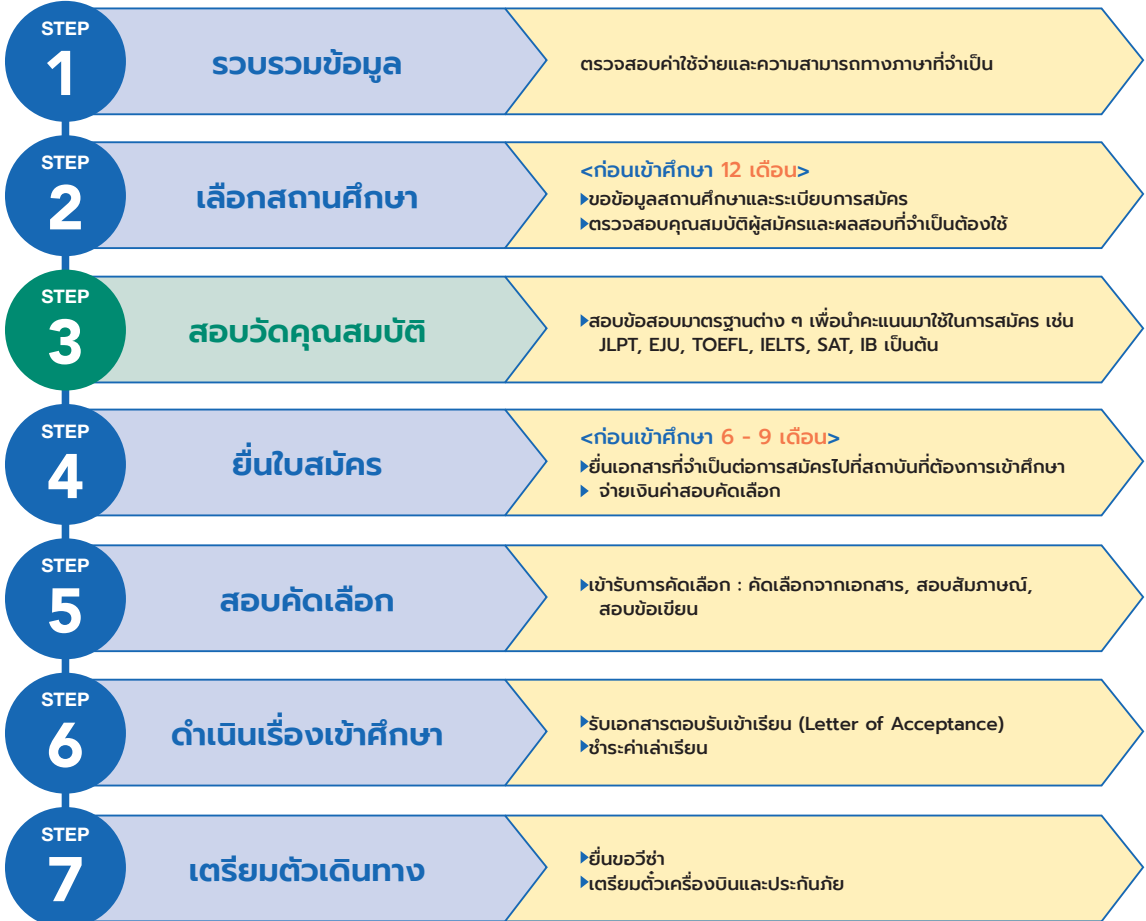 STEP
1
รวบรวมข้อมูล
ตรวจสอบค่าใช้จ่ายและความสามารถทางภาษาที่จำเป็น
STEP
2
เลือกสถานศึกษา
<ก่อนเข้าศึกษา 12 เดือน>
▶ขอข้อมูลสถานศึกษาและระเบียบการสมัคร
▶ตรวจสอบคุณสมบัติผู้สมัครและผลสอบที่จำเป็นต้องใช้
STEP
3
สอบวัดคุณสมบัติ
▶สอบข้อสอบมาตรฐานต่าง ๆ เพื่อนำคะแนนมาใช้ในการสมัคร เช่น
JLPT, EJU, TOEFL, IELTS, SAT, IB เป็นต้น
STEP
4
ยื่นใบสมัคร
<ก่อนเข้าศึกษา 6 - 9 เดือน>
▶ยื่นเอกสารที่จำเป็นต่อการสมัครไปที่สถาบันที่ต้องการเข้าศึกษา
▶ จ่ายเงินค่าสอบคัดเลือก
STEP
5
สอบคัดเลือก
▶เข้ารับการคัดเลือก : คัดเลือกจากเอกสาร, สอบสัมภาษณ์,
สอบข้อเขียน
STEP
6
ดำเนินเรื่องเข้าศึกษา
▶รับเอกสารตอบรับเข้าเรียน (Letter of Acceptance)
▶ชำระค่าเล่าเรียน
STEP
7
เตรียมตัวเดินทาง
▶ยื่นขอวีซ่า
▶เตรียมตั๋วเครื่องบินและประกันภัย